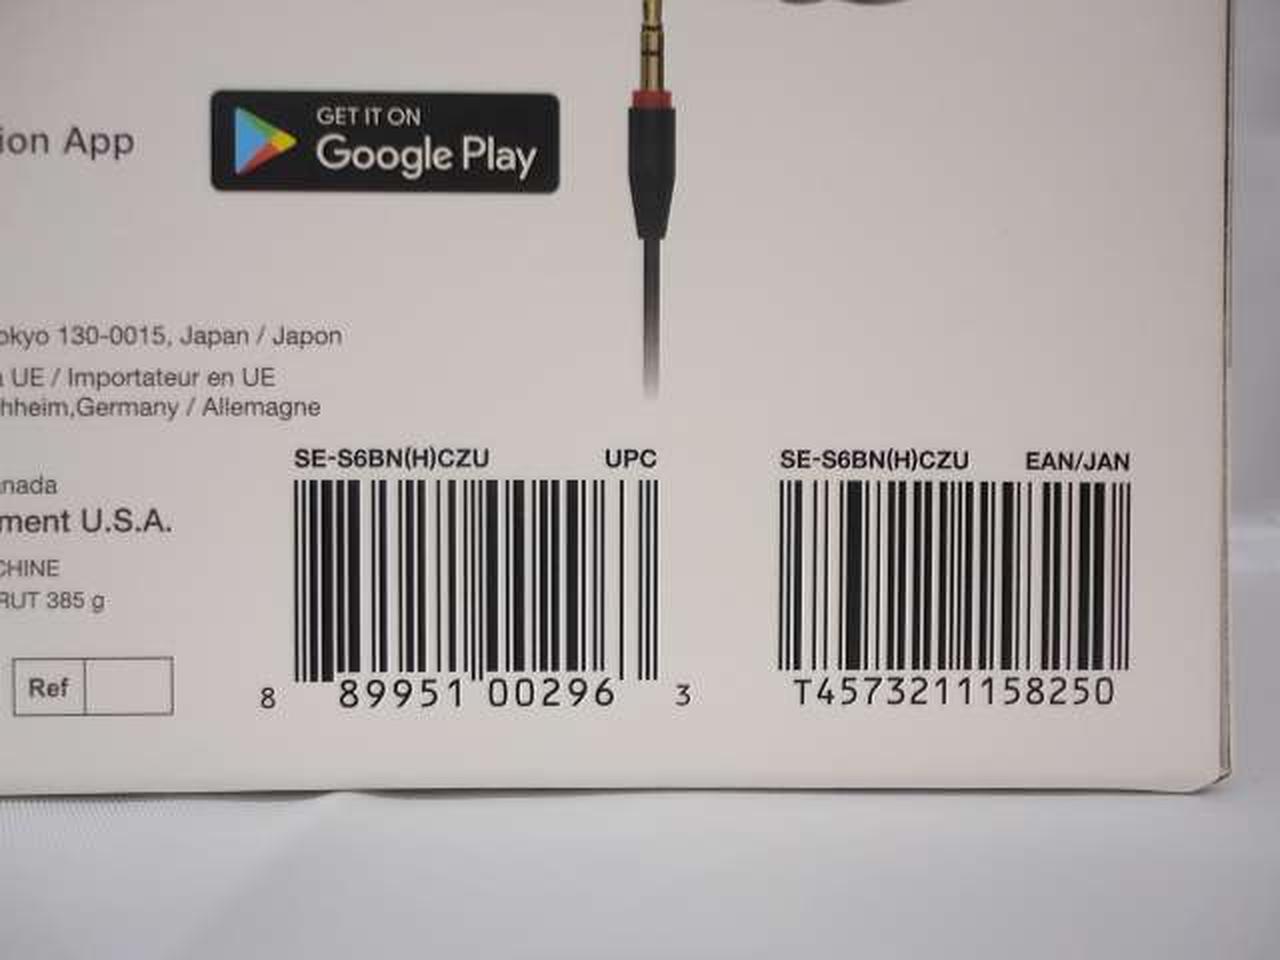 ion App
GET IT ON
Google Play
okyo 130-0015, Japan / Japon
UE / Importateur en UE
hheim,Germany / Allemagne
nada
ment U.S.A.
CHINE
RUT 385 g
Ref
SE-S6BN(H)CZU UPC
8 89951 00296 3
SE-S6BN(H)CZU EAN/JAN
T4573211158250